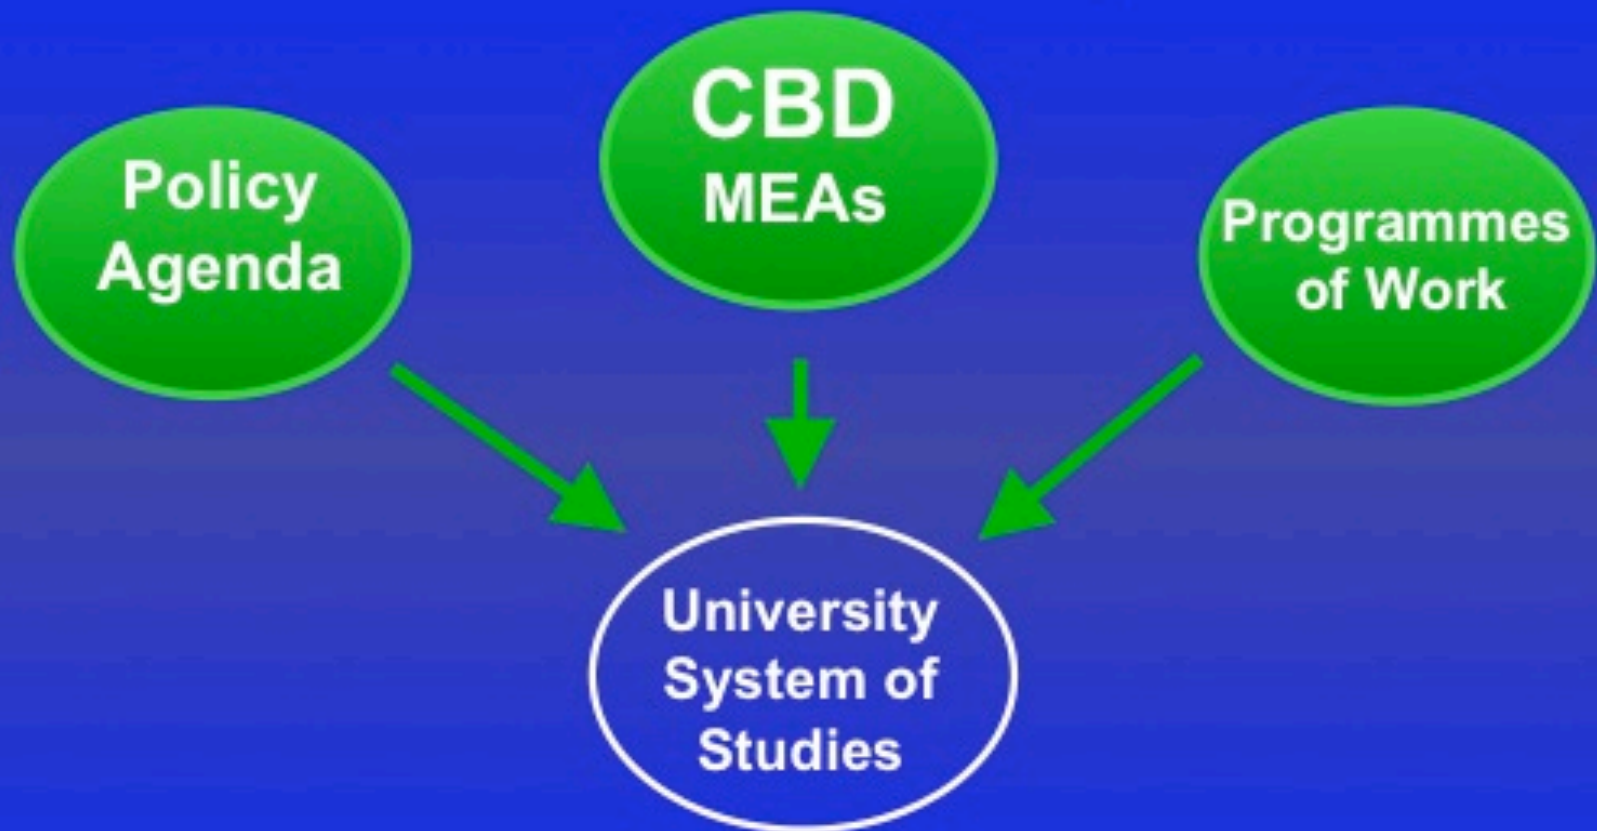 Policy
Agenda
CBD
MEAs
Programmes
of Work
University
System of
Studies